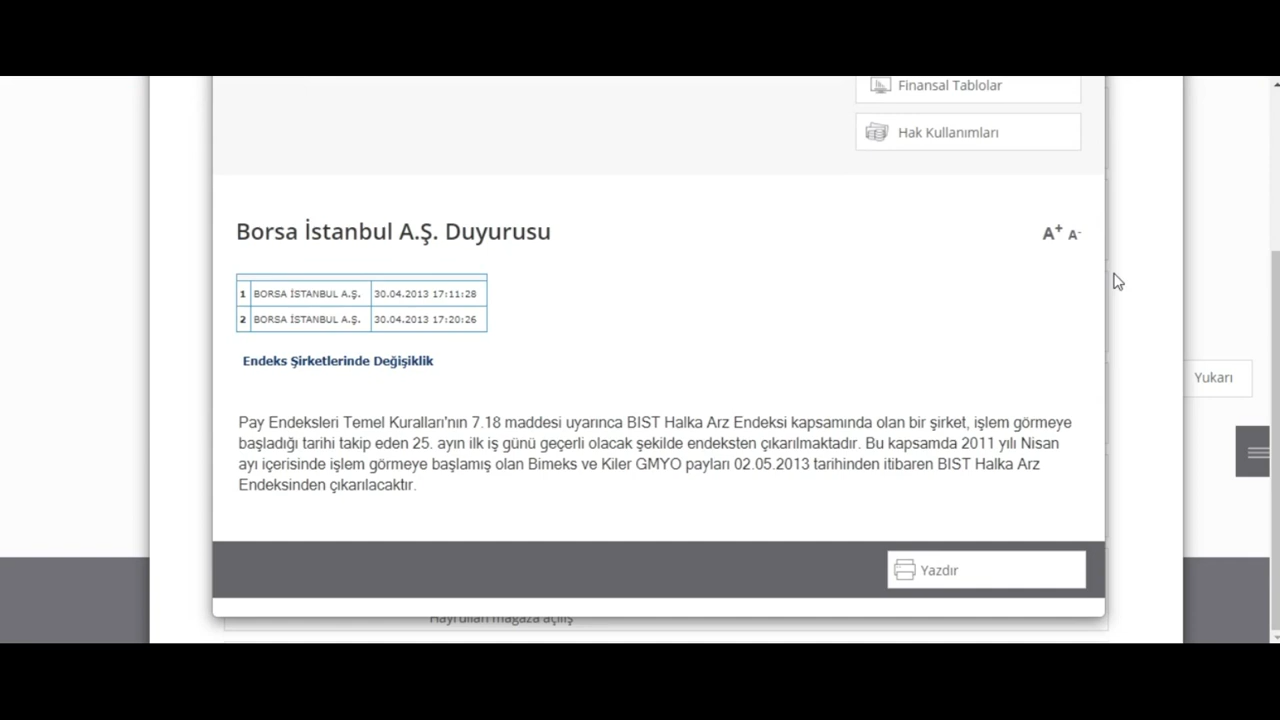 Finansal Tablolar
Hak Kullanımları
Borsa İstanbul A.Ş. Duyurusu
A+ A-
1 BORSA İSTANBUL A.Ş. 30.04.2013 17:11:28
2 BORSA İSTANBUL A.Ş. 30.04.2013 17:20:26
Endeks Şirketlerinde Değişiklik
Yukarı
Pay Endeksleri Temel Kuralları'nın 7.18 maddesi uyarınca BIST Halka Arz Endeksi kapsamında olan bir şirket, işlem görmeye
başladığı tarihi takip eden 25. ayın ilk iş günü geçerli olacak şekilde endeksten çıkarılmaktadır. Bu kapsamda 2011 yılı Nisan
ayı içerisinde işlem görmeye başlamış olan Bimeks ve Kiler GMYO payları 02.05.2013 tarihinden itibaren BIST Halka Arz
Endeksinden çıkarılacaktır.
Yazdır
Hayrullah mağaza açılış